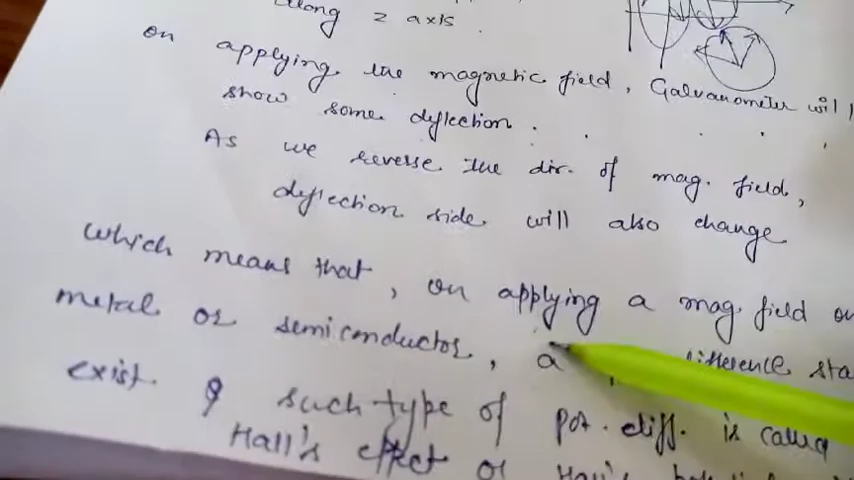 Along z axis.
on applying the magnetic field, Galvanometer will
show some deflection.
As we reverse the dir. of mag. field,
deflection side will also change
which means that, on applying a mag. field on
metal or semiconductor, a difference sta
exist. & such type of pot. diff. is called
Hall's effect or Hall's